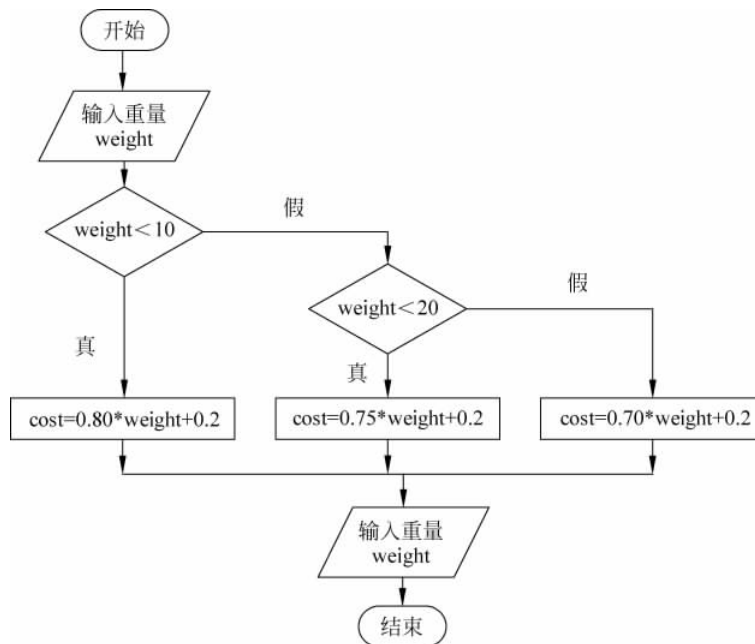 开始
输入重量
weight
weight＜10
假
weight＜20
假
真
真
cost=0.80*weight+0.2
cost=0.75*weight+0.2
cost=0.70*weight+0.2
输入重量
weight
结束